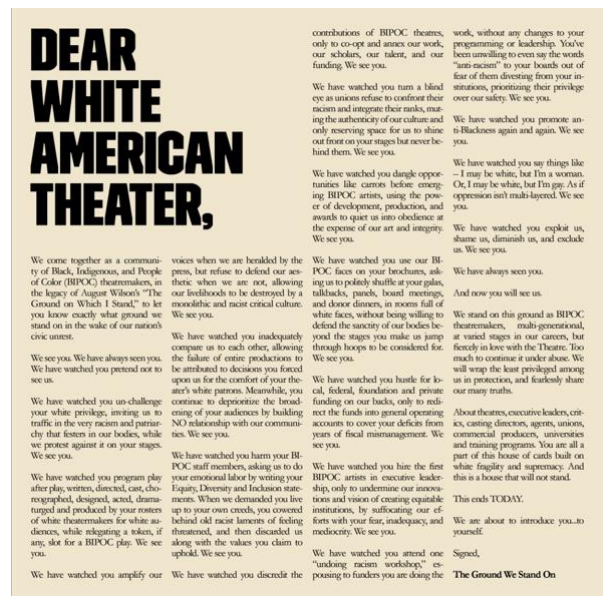 DEAR
WHITE
AMERICAN
THEATER,
We come together as a communi-
ty of Black, Indigenous, and People
of Color (BIPOC) theatremakers, in
the legacy of August Wilson's "The
Ground on Which I Stand," to let
you know exactly what ground we
stand on in the wake of our nation's
civic unrest.
We see you. We have always seen you.
We have watched you pretend not to
see us.
We have watched you un-challenge
your white privilege, inviting us to
traffic in the very racism and patriar-
chy that festers in our bodies, while
we protest against it on your stages.
We see you.
We have watched you program play
after play, written, directed, cast, cho-
reographed, designed, acted, drama-
turged and produced by your rosters
of white theatermakers for white au-
diences, while relegating a token, if
any, slot for a BIPOC play. We see
you.
We have watched you amplify our
voices when we are heralded by the
press, but refuse to defend our aes-
thetic when we are not, allowing
our livelihoods to be destroyed by a
monolithic and racist critical culture.
We see you.
We have watched you inadequately
compare us to each other, allowing
the failure of entire productions to
be attributed to decisions you forced
upon us for the comfort of your the-
ater's white patrons. Meanwhile, you
continue to deprioritize the broad-
ening of your audiences by building
NO relationship with our communi-
ties. We see you.
We have watched you harm your BI-
POC staff members, asking us to do
your emotional labor by writing your
Equity, Diversity and Inclusion state-
ments. When we demanded you live
up to your own creeds, you cowered
behind old racist laments of feeling
threatened, and then discarded us
along with the values you claim to
uphold. We see you.
We have watched you discredit the
contributions of BIPOC theatres,
only to co-opt and annex our work,
our scholars, our talent, and our
funding. We see you.
We have watched you turn a blind
eye as unions refuse to confront their
racism and integrate their ranks, mut-
ing the authenticity of our culture and
only reserving space for us to shine
out front on your stages but never be-
hind them. We see you.
We have watched you dangle oppor-
tunities like carrots before emerg-
ing BIPOC artists, using the pow-
er of development, production, and
awards to quiet us into obedience at
the expense of our art and integrity.
We see you.
We have watched you use our BI-
POC faces on your brochures, ask-
ing us to politely shuffle at your galas,
talkbacks, panels, board meetings,
and donor dinners, in rooms full of
white faces, without being willing to
defend the sanctity of our bodies be-
yond the stages you make us jump
through hoops to be considered for.
We see you.
We have watched you hustle for lo-
cal, federal, foundation and private
funding on our backs, only to redi-
rect the funds into general operating
accounts to cover your deficits from
years of fiscal mismanagement. We
see you.
We have watched you hire the first
BIPOC artists in executive leader-
ship, only to undermine our innova-
tions and vision of creating equitable
institutions, by suffocating our ef-
forts with your fear, inadequacy, and
mediocrity. We see you.
We have watched you attend one
"undoing racism workshop," es-
pousing to funders you are doing the
work, without any changes to your
programming or leadership. You've
been unwilling to even say the words
"anti-racism" to your boards out of
fear of them divesting from your in-
stitutions, prioritizing their privilege
over our safety. We see you.
We have watched you promote an-
ti-Blackness again and again. We see
you.
We have watched you say things like
– I may be white, but I'm a woman.
Or, I may be white, but I'm gay. As if
oppression isn't multi-layered. We see
you.
We have watched you exploit us,
shame us, diminish us, and exclude
us. We see you.
We have always seen you.
And now you will see us.
We stand on this ground as BIPOC
theatremakers, multi-generational,
at varied stages in our careers, but
fiercely in love with the Theatre. Too
much to continue it under abuse. We
will wrap the least privileged among
us in protection, and fearlessly share
our many truths.
About theatres, executive leaders, crit-
ics, casting directors, agents, unions,
commercial producers, universities
and training programs. You are all a
part of this house of cards built on
white fragility and supremacy. And
this is a house that will not stand.
This ends TODAY.
We are about to introduce you...to
yourself.
Signed,
The Ground We Stand On